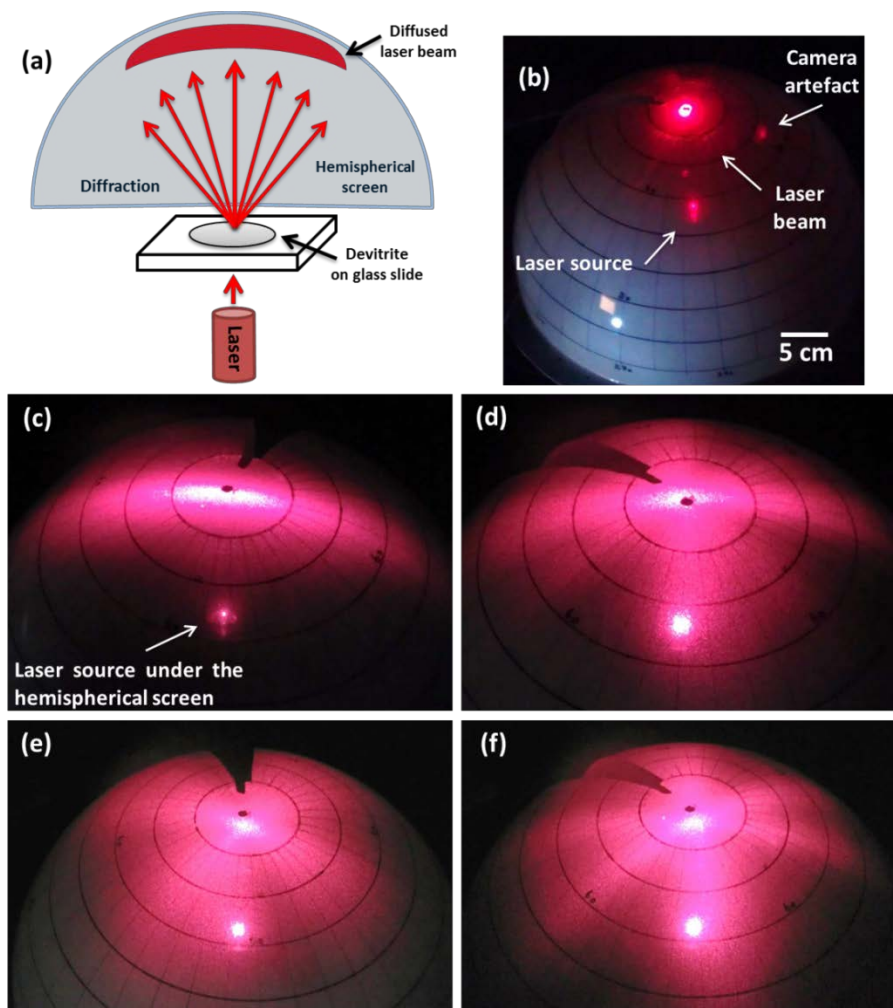 (a)
Diffused
laser beam
Diffraction
Hemispherical
screen
Devitrite
on glass slide
Laser
(b)
Camera
artefact
Laser
beam
Laser source
5 cm
(c)
Laser source under the
hemispherical screen
(d)
(e)
(f)